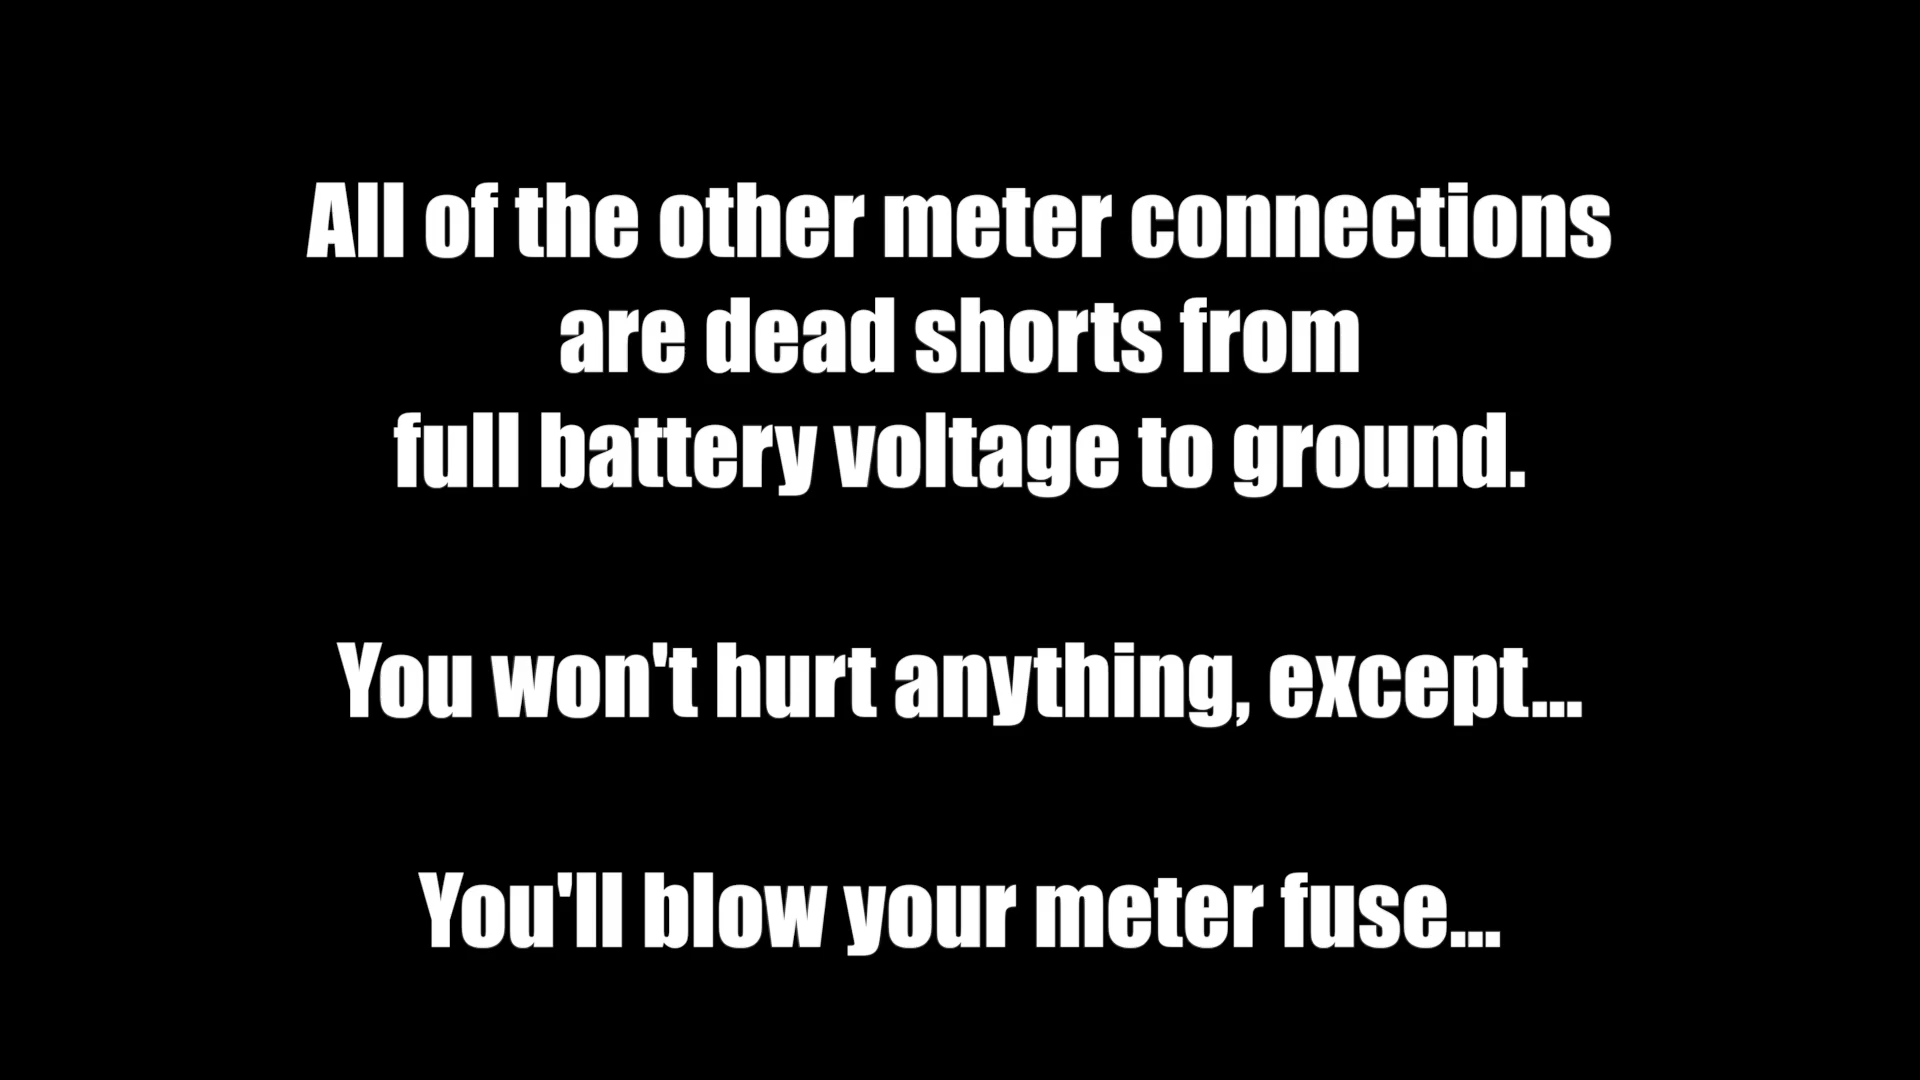 All of the other meter connections
are dead shorts from
full battery voltage to ground.
You won't hurt anything, except...
You'll blow your meter fuse...